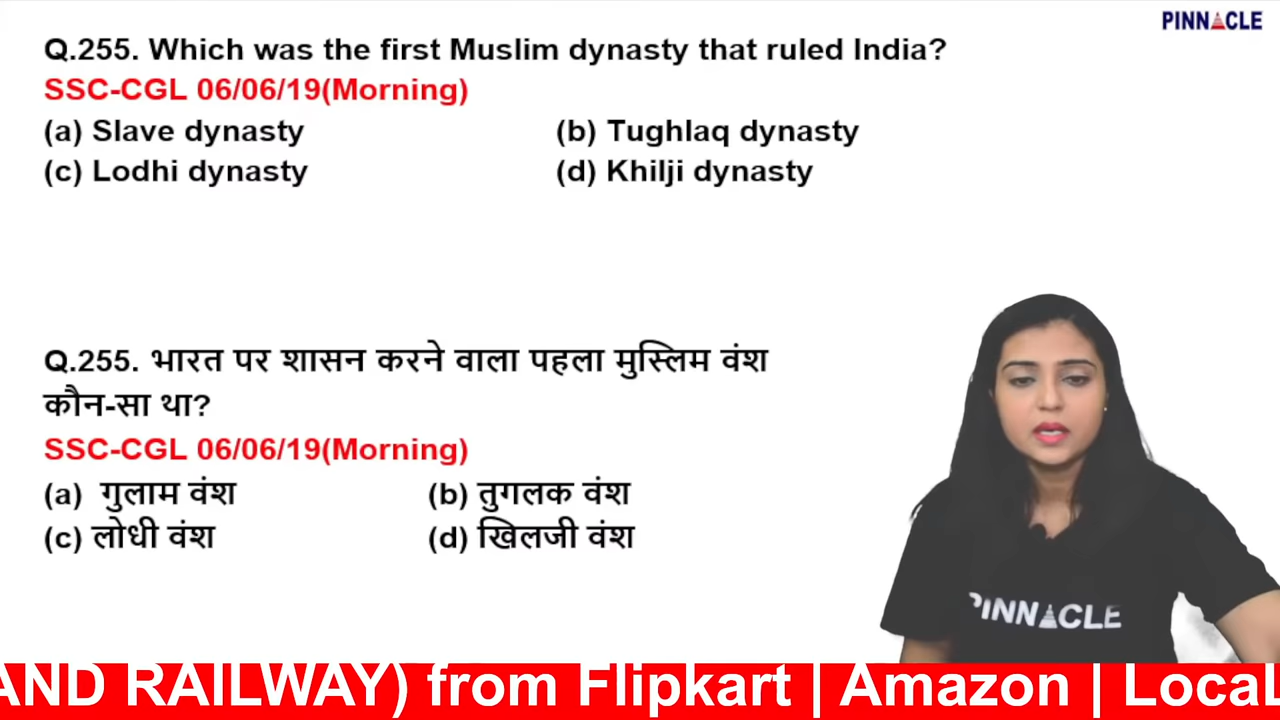 PINNACLE
Q.255. Which was the first Muslim dynasty that ruled India?
SSC-CGL 06/06/19(Morning)
(a) Slave dynasty (b) Tughlaq dynasty
(c) Lodhi dynasty (d) Khilji dynasty
Q.255. भारत पर शासन करने वाला पहला मुस्लिम वंश
कौन-सा था?
SSC-CGL 06/06/19(Morning)
(a) गुलाम वंश (b) तुगलक वंश
(c) लोधी वंश (d) खिलजी वंश
PINNACLE
AND RAILWAY) from Flipkart | Amazon | LocaL